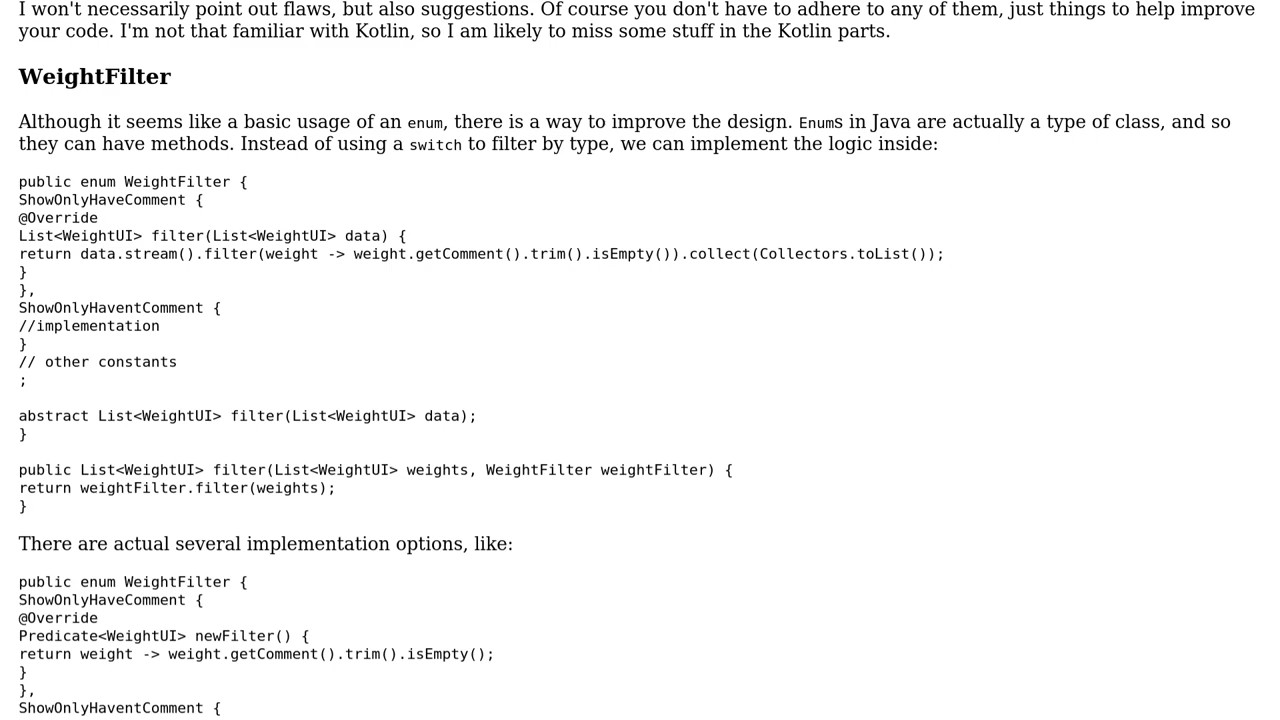 I won't necessarily point out flaws, but also suggestions. Of course you don't have to adhere to any of them, just things to help improve
your code. I'm not that familiar with Kotlin, so I am likely to miss some stuff in the Kotlin parts.
WeightFilter
Although it seems like a basic usage of an enum, there is a way to improve the design. Enums in Java are actually a type of class, and so
they can have methods. Instead of using a switch to filter by type, we can implement the logic inside:
public enum WeightFilter {
ShowOnlyHaveComment {
@Override
List<WeightUI> filter(List<WeightUI> data) {
return data.stream().filter(weight -> weight.getComment().trim().isEmpty()).collect(Collectors.toList());
}
},
ShowOnlyHaventComment {
//implementation
}
// other constants
;
abstract List<WeightUI> filter(List<WeightUI> data);
}
public List<WeightUI> filter(List<WeightUI> weights, WeightFilter weightFilter) {
return weightFilter.filter(weights);
}
There are actual several implementation options, like:
public enum WeightFilter {
ShowOnlyHaveComment {
@Override
Predicate<WeightUI> newFilter() {
return weight -> weight.getComment().trim().isEmpty();
}
},
ShowOnlyHaventComment {